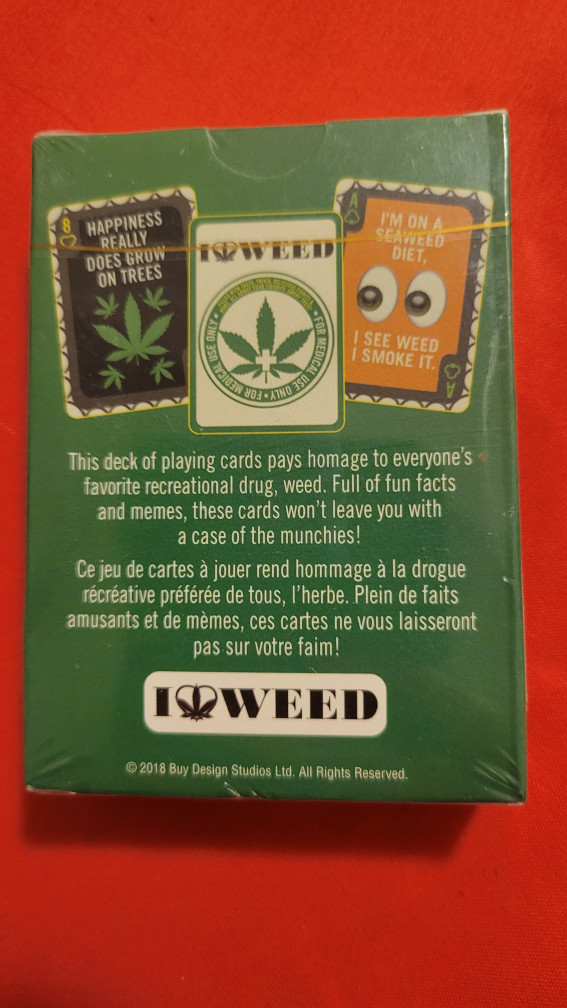 8
HAPPINESS
REALLY
DOES GROW
ON TREES
I WEED
FOR MEDICAL USE ONLY • FOR MEDICAL USE ONLY • FOR MEDICAL USE ONLY
A
I'M ON A
SEAWEED
DIET,
I SEE WEED
I SMOKE IT.
A
This deck of playing cards pays homage to everyone's
favorite recreational drug, weed. Full of fun facts
and memes, these cards won't leave you with
a case of the munchies!
Ce jeu de cartes à jouer rend hommage à la drogue
récréative préférée de tous, l'herbe. Plein de faits
amusants et de mèmes, ces cartes ne vous laisseront
pas sur votre faim!
I WEED
© 2018 Buy Design Studios Ltd. All Rights Reserved.